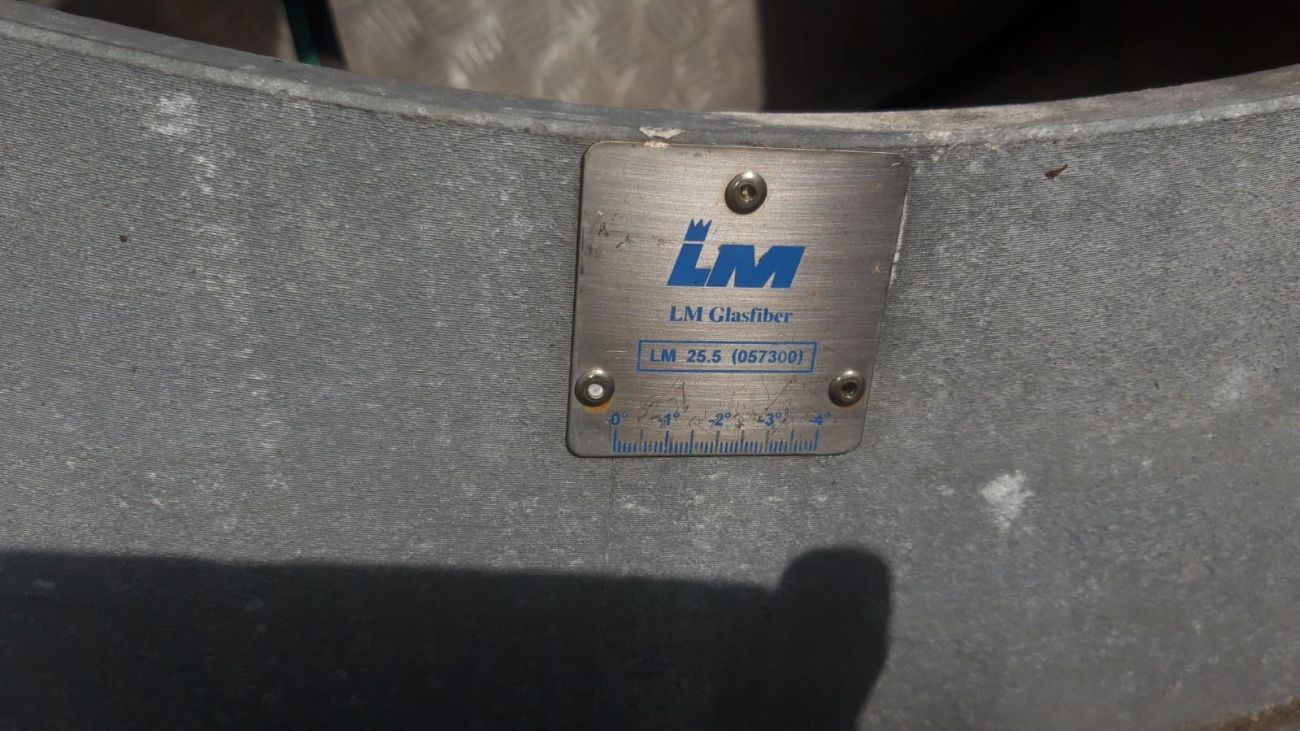 LM
LM Glasfiber
LM 25.5 (057300)
-0° -1° -2° -3° -4°